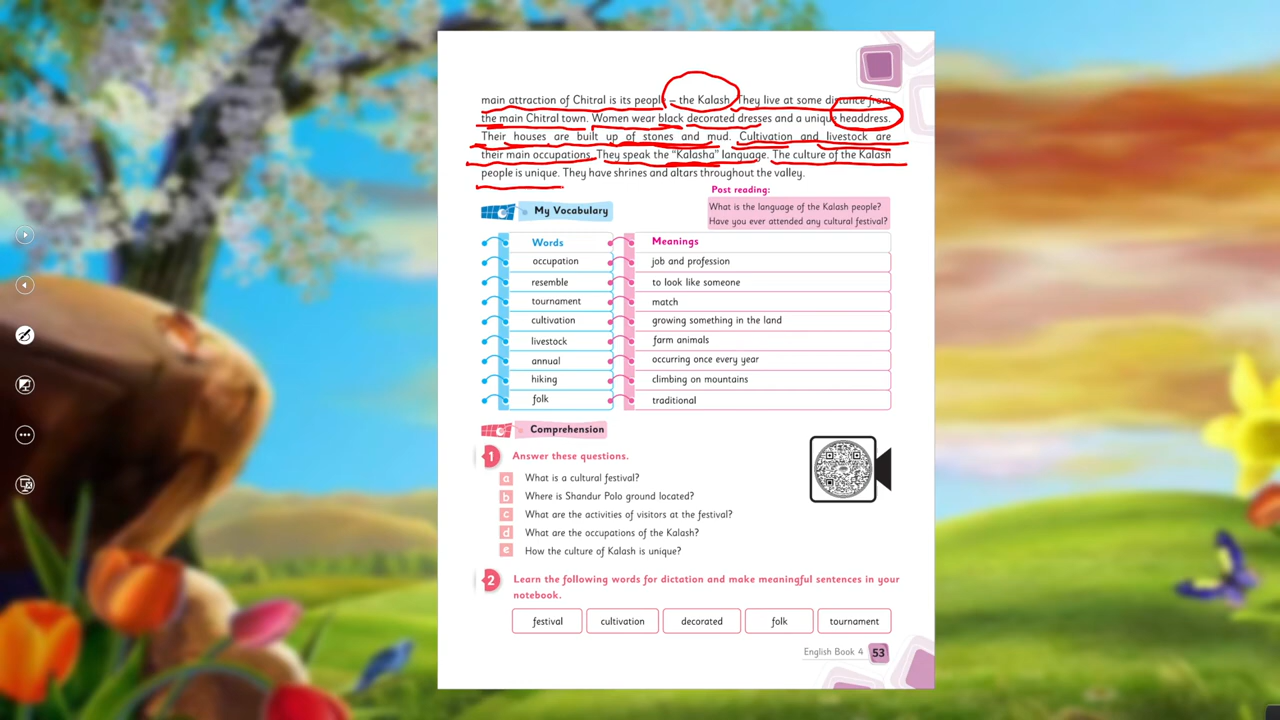 main attraction of Chitral is its people – the Kalash. They live at some distance from
the main Chitral town. Women wear black decorated dresses and a unique headdress.
Their houses are built up of stones and mud. Cultivation and livestock are
their main occupations. They speak the "Kalasha" language. The culture of the Kalash
people is unique. They have shrines and altars throughout the valley.
Post reading:
What is the language of the Kalash people?
Have you ever attended any cultural festival?
My Vocabulary
Words Meanings
occupation job and profession
resemble to look like someone
tournament match
cultivation growing something in the land
livestock farm animals
annual occurring once every year
hiking climbing on mountains
folk traditional
Comprehension
1 Answer these questions.
a What is a cultural festival?
b Where is Shandur Polo ground located?
c What are the activities of visitors at the festival?
d What are the occupations of the Kalash?
e How the culture of Kalash is unique?
2 Learn the following words for dictation and make meaningful sentences in your
notebook.
festival cultivation decorated folk tournament
English Book 4 53